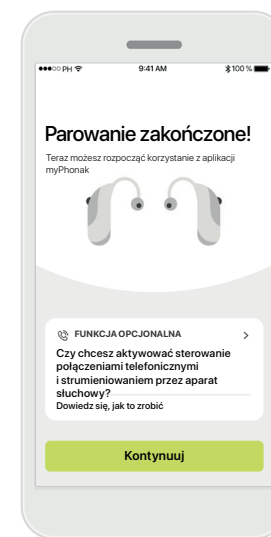 ●●●○○ PH 9:41 AM 100 %
Parowanie zakończone!
Teraz możesz rozpocząć korzystanie z aplikacji
myPhonak
FUNKCJA OPCJONALNA
Czy chcesz aktywować sterowanie
połączeniami telefonicznymi
i strumieniowaniem przez aparat
słuchowy?
Dowiedz się, jak to zrobić
Kontynuuj